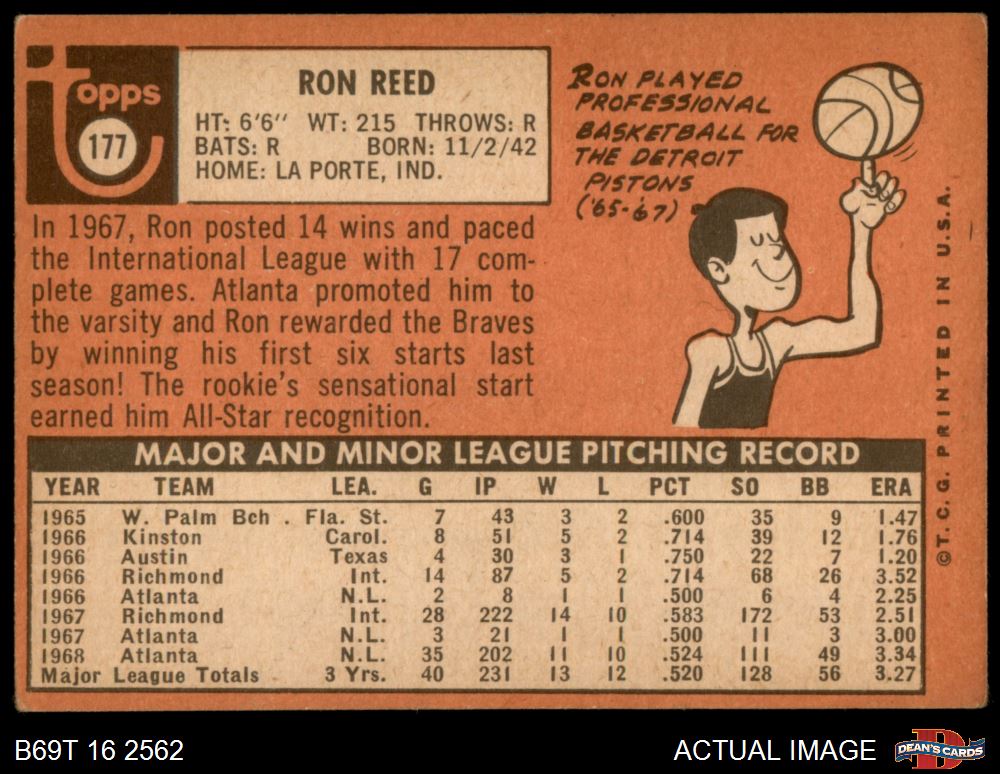 Topps
177
RON REED
HT: 6'6" WT: 215 THROWS: R
BATS: R BORN: 11/2/42
HOME: LA PORTE, IND.
RON PLAYED
PROFESSIONAL
BASKETBALL FOR
THE DETROIT
PISTONS
('65-'67)
In 1967, Ron posted 14 wins and paced
the International League with 17 com-
plete games. Atlanta promoted him to
the varsity and Ron rewarded the Braves
by winning his first six starts last
season! The rookie's sensational start
earned him All-Star recognition.
MAJOR AND MINOR LEAGUE PITCHING RECORD
YEAR TEAM LEA. G IP W L PCT SO BB ERA
1965 W. Palm Bch . Fla. St. 7 43 3 2 .600 35 9 1.47
1966 Kinston Carol. 8 51 5 2 .714 39 12 1.76
1966 Austin Texas 4 30 3 1 .750 22 7 1.20
1966 Richmond Int. 14 87 5 2 .714 68 26 3.52
1966 Atlanta N.L. 2 8 1 1 .500 6 4 2.25
1967 Richmond Int. 28 222 14 10 .583 172 53 2.51
1967 Atlanta N.L. 3 21 1 1 .500 11 3 3.00
1968 Atlanta N.L. 35 202 11 10 .524 111 49 3.34
Major League Totals 3 Yrs. 40 231 13 12 .520 128 56 3.27
©T. C. G. PRINTED IN U.S.A.
B69T 16 2562
ACTUAL IMAGE
DEAN'S CARDS